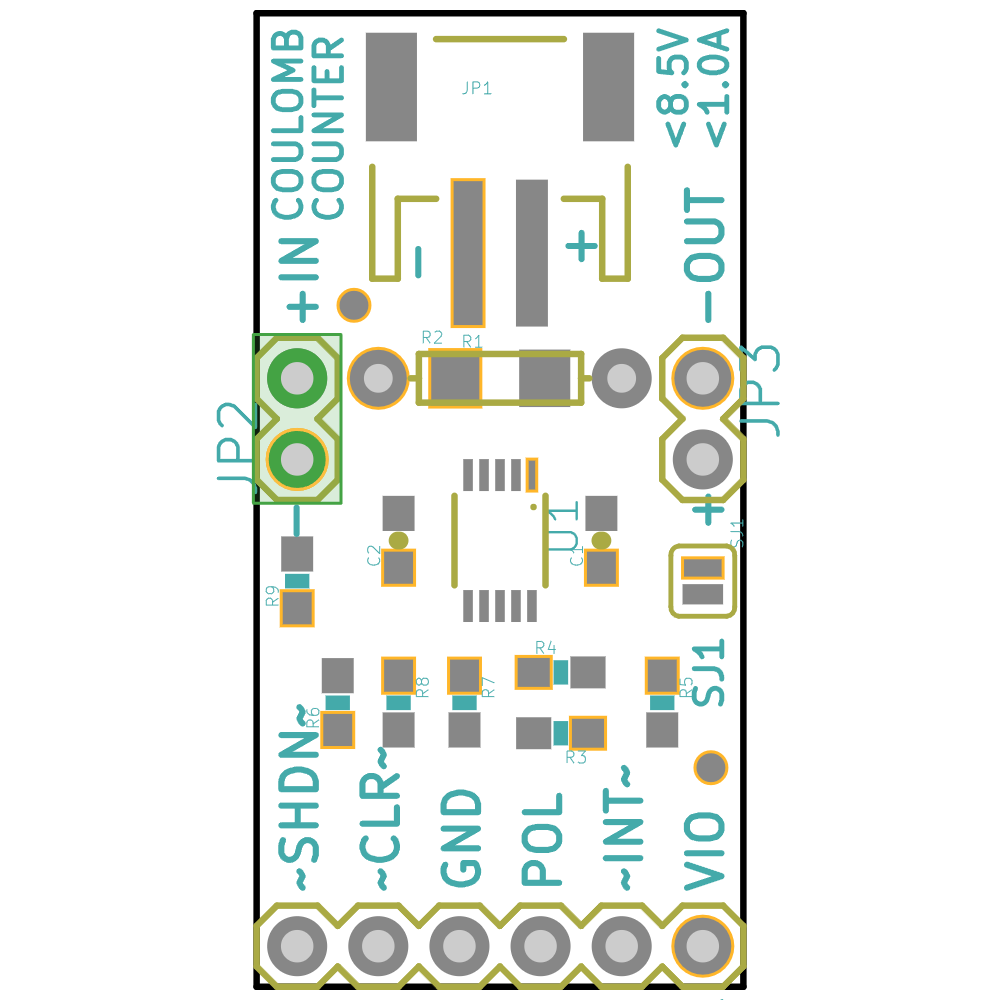 COULOMB
COUNTER
<8.5V
<1.0A
JP1
+IN
-OUT
-
+
R2
R1
JP2
JP3
-
+
U1
C2
C1
SJ1
R9
SJ1
R4
R8
R7
R5
R6
R3
~SHDN~
~CLR~
GND
POL
~INT~
VIO